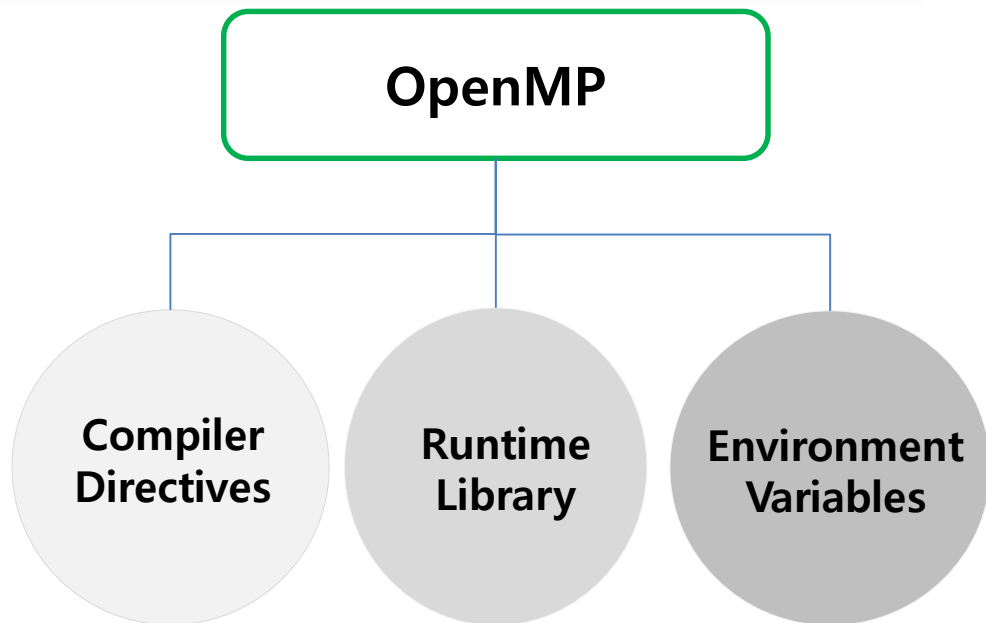 OpenMP
Compiler
Directives
Runtime
Library
Environment
Variables